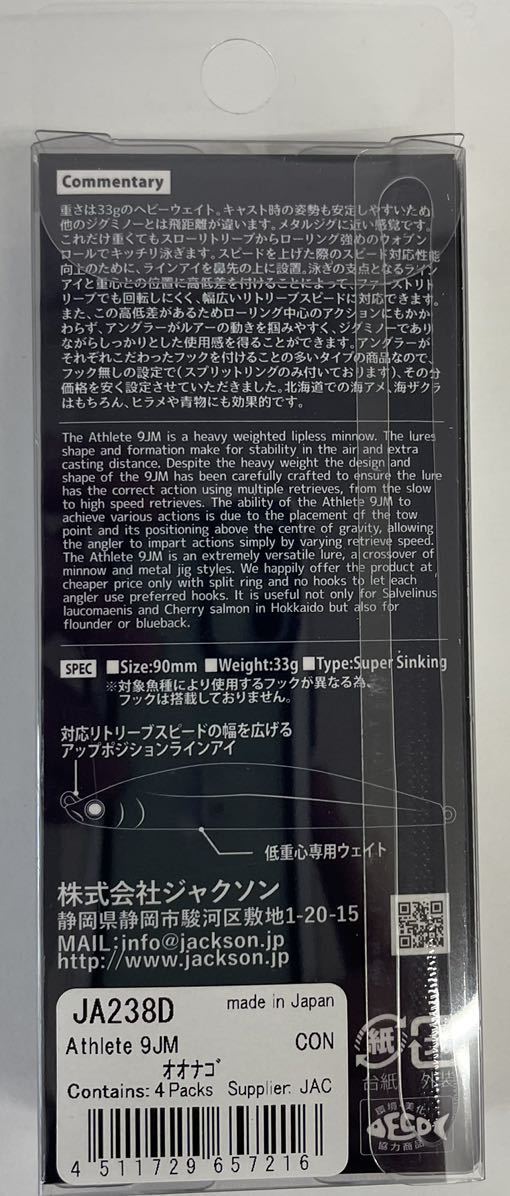 Commentary
重さは33gのヘビーウェイト。キャスト時の姿勢も安定しやすいため
他のジグミノーとは飛距離が違います。メタルジグに近い感覚です。
これだけ重くてもスローリトリーブからローリング強めのウォブン
ロールでキッチリ泳ぎます。スピードを上げた際のスピード対応性能
向上のために、ラインアイを鼻先の上に設置。泳ぎの支点となるライン
アイと重心との位置に高低差を付けることによって、ファーストリト
リーブでも回転しにくく、幅広いリトリーブスピードに対応できます。
また、この高低差があるためローリング中心のアクションにもかか
わらず、アングラーがルアーの動きを掴みやすく、ジグミノーであり
ながらしっかりとした使用感を得ることができます。アングラーが
それぞれこだわったフックを付けることの多いタイプの商品なので、
フック無しの設定で(スプリットリングのみ付いております)、その分
価格を安く設定させていただきました。北海道での海アメ、海ザクラ
はもちろん、ヒラメや青物にも効果的です。
The Athlete 9JM is a heavy weighted lipless minnow. The lures
shape and formation make for stability in the air and extra
casting distance. Despite the heavy weight the design and
shape of the 9JM has been carefully crafted to ensure the lure
has the correct action using multiple retrieves, from the slow
to high speed retrieves. The ability of the Athlete 9JM to
achieve various actions is due to the placement of the tow
point and its positioning above the centre of gravity, allowing
the angler to impart actions simply by varying retrieve speed.
The Athlete 9JM is an extremely versatile lure, a crossover of
minnow and metal jig styles. We happily offer the product at
cheaper price only with split ring and no hooks to let each
angler use preferred hooks. It is useful not only for Salvelinus
laucomaenis and Cherry salmon in Hokkaido but also for
flounder or blueback.
SPEC ■Size:90mm ■Weight:33g ■Type:Super Sinking
※対象魚種により使用するフックが異なる為、
フックは搭載しておりません。
対応リトリーブスピードの幅を広げる
アップポジションラインアイ
低重心専用ウェイト
株式会社ジャクソン
静岡県静岡市駿河区敷地1-20-15
MAIL:info@jackson.jp
http://www.jackson.jp
JA238D made in Japan
Athlete 9JM CON
オオナゴ
Contains: 4 Packs Supplier: JAC
4 511729 657216
紙
台紙 外装
環境・美化
協力商品